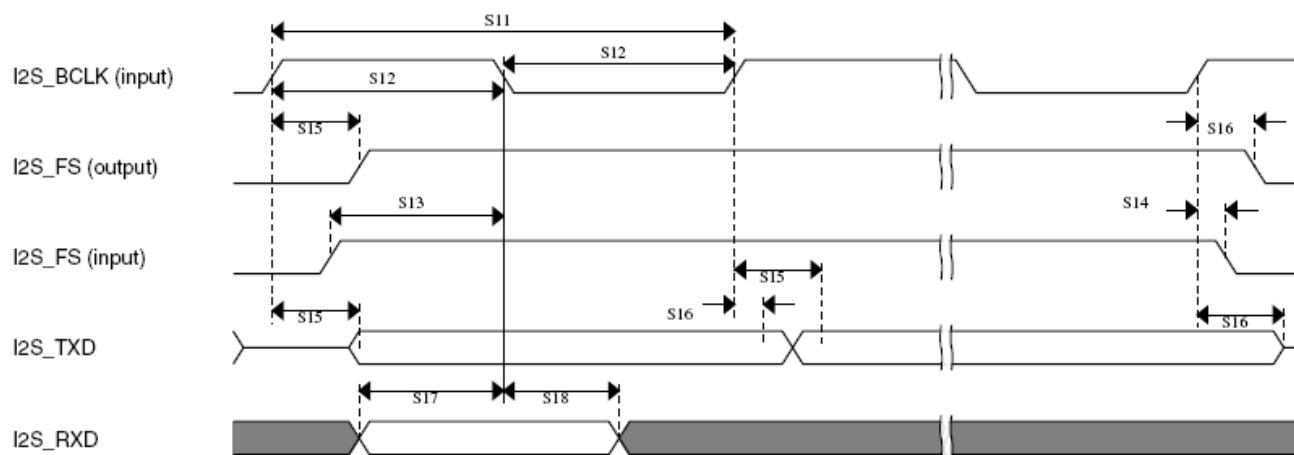 S11
I2S_BCLK (input)
S12
S12
S15
S16
I2S_FS (output)
S13
S14
I2S_FS (input)
S15
S15
S16
S16
I2S_TXD
S17
S18
I2S_RXD